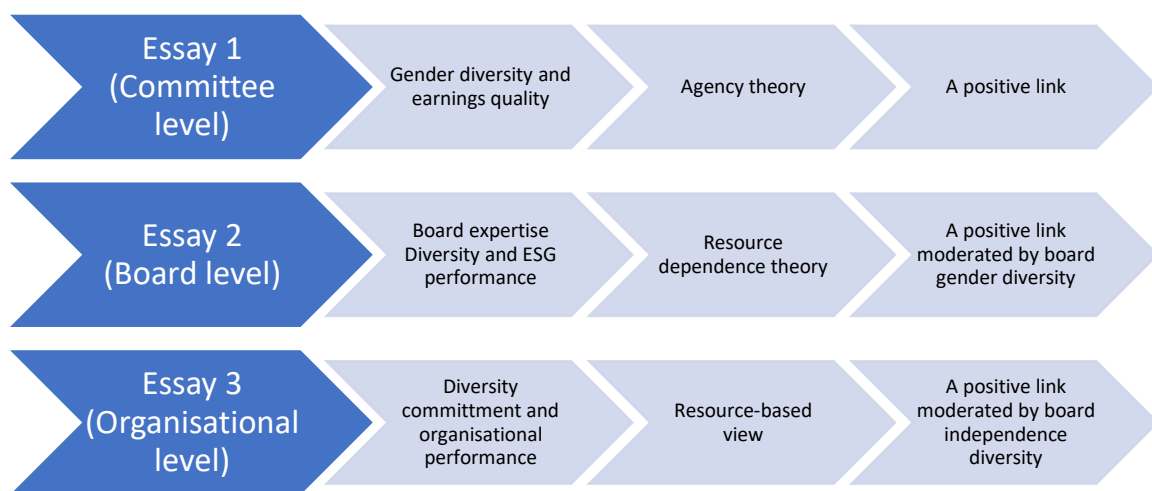 Essay 1
(Committee
level)
Gender diversity and
earnings quality
Agency theory
A positive link
Essay 2
(Board level)
Board expertise
Diversity and ESG
performance
Resource
dependence theory
A positive link
moderated by board
gender diversity
Essay 3
(Organisational
level)
Diversity
committment and
organisational
performance
Resource-based
view
A positive link
moderated by board
independence
diversity